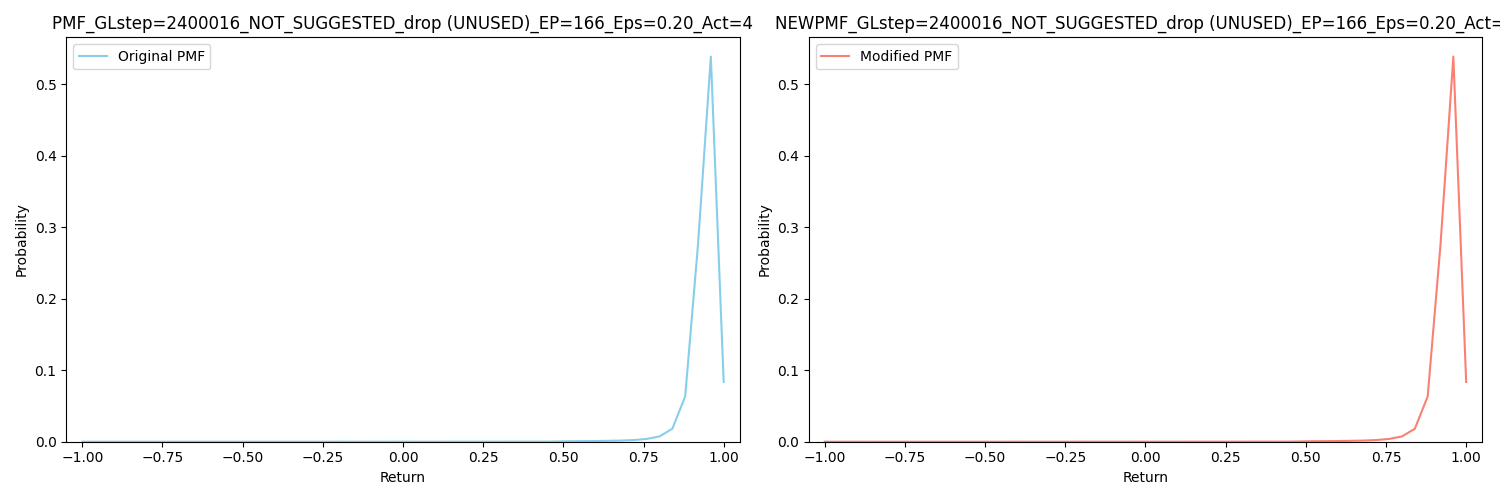 PMF_GLstep=2400016_NOT_SUGGESTED_drop (UNUSED)_EP=166_Eps=0.20_Act=4
Original PMF
Probability
0.5
0.4
0.3
0.2
0.1
0.0
−1.00 −0.75 −0.50 −0.25 0.00 0.25 0.50 0.75 1.00
Return
NEWPMF_GLstep=2400016_NOT_SUGGESTED_drop (UNUSED)_EP=166_Eps=0.20_Act=
Modified PMF
Probability
0.5
0.4
0.3
0.2
0.1
0.0
−1.00 −0.75 −0.50 −0.25 0.00 0.25 0.50 0.75 1.00
Return